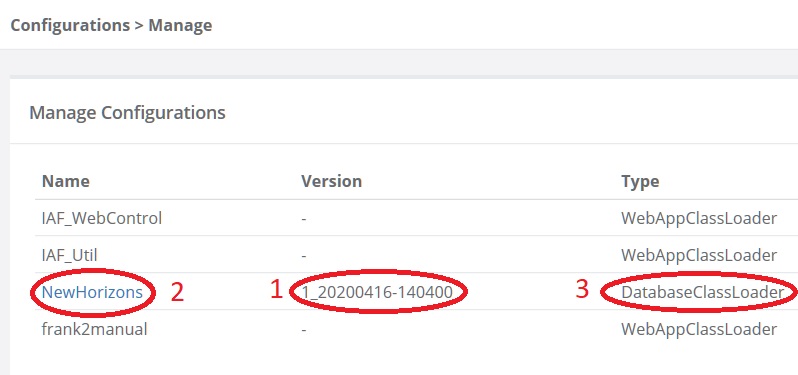 Configurations > Manage
Manage Configurations
Name Version Type
IAF_WebControl - WebAppClassLoader
IAF_Util - WebAppClassLoader
NewHorizons 2 1 1_20200416-140400 3 DatabaseClassLoader
frank2manual - WebAppClassLoader